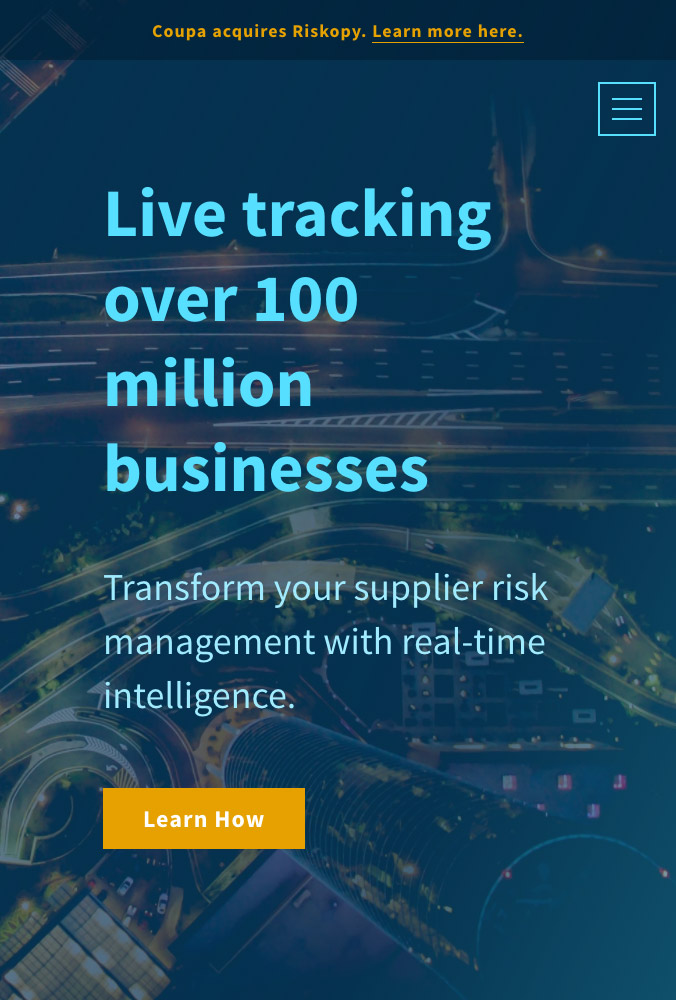 Coupa acquires Riskopy. Learn more here.
Live tracking
over 100
million
businesses
Transform your supplier risk
management with real-time
intelligence.
Learn How